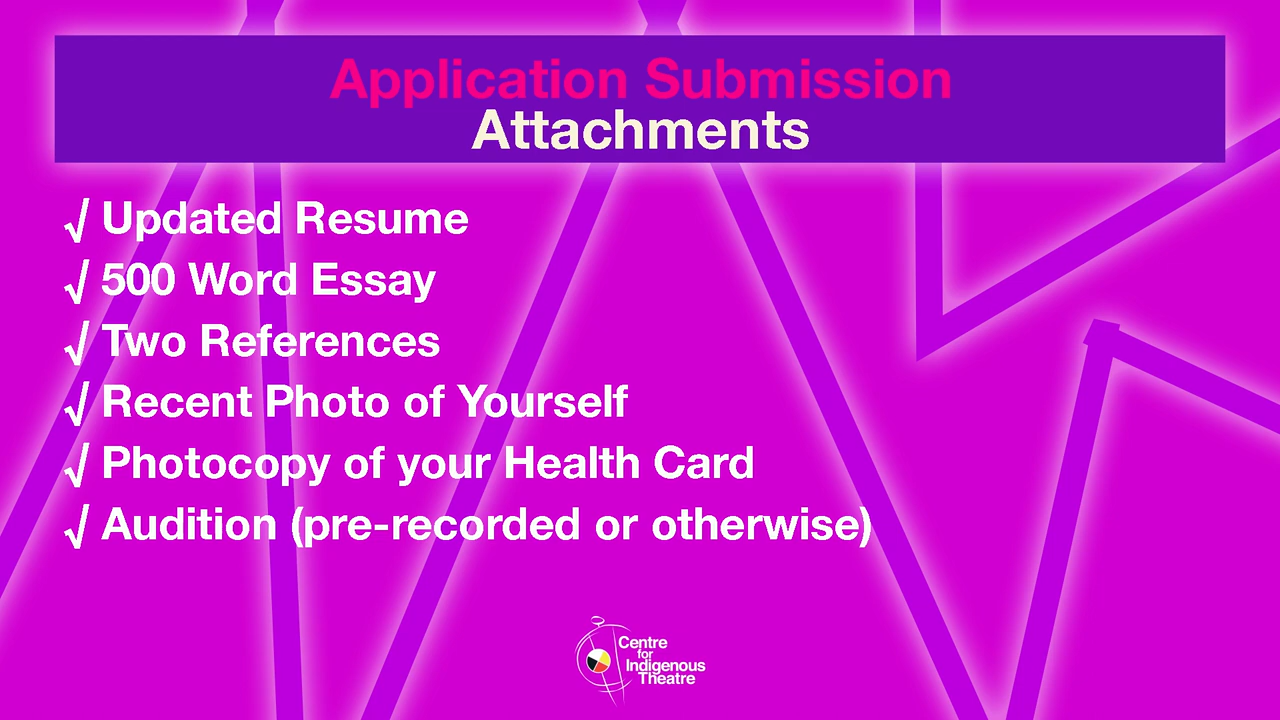 Application Submission
Attachments
√ Updated Resume
√ 500 Word Essay
√ Two References
√ Recent Photo of Yourself
√ Photocopy of your Health Card
√ Audition (pre-recorded or otherwise)
Centre
for
Indigenous
Theatre